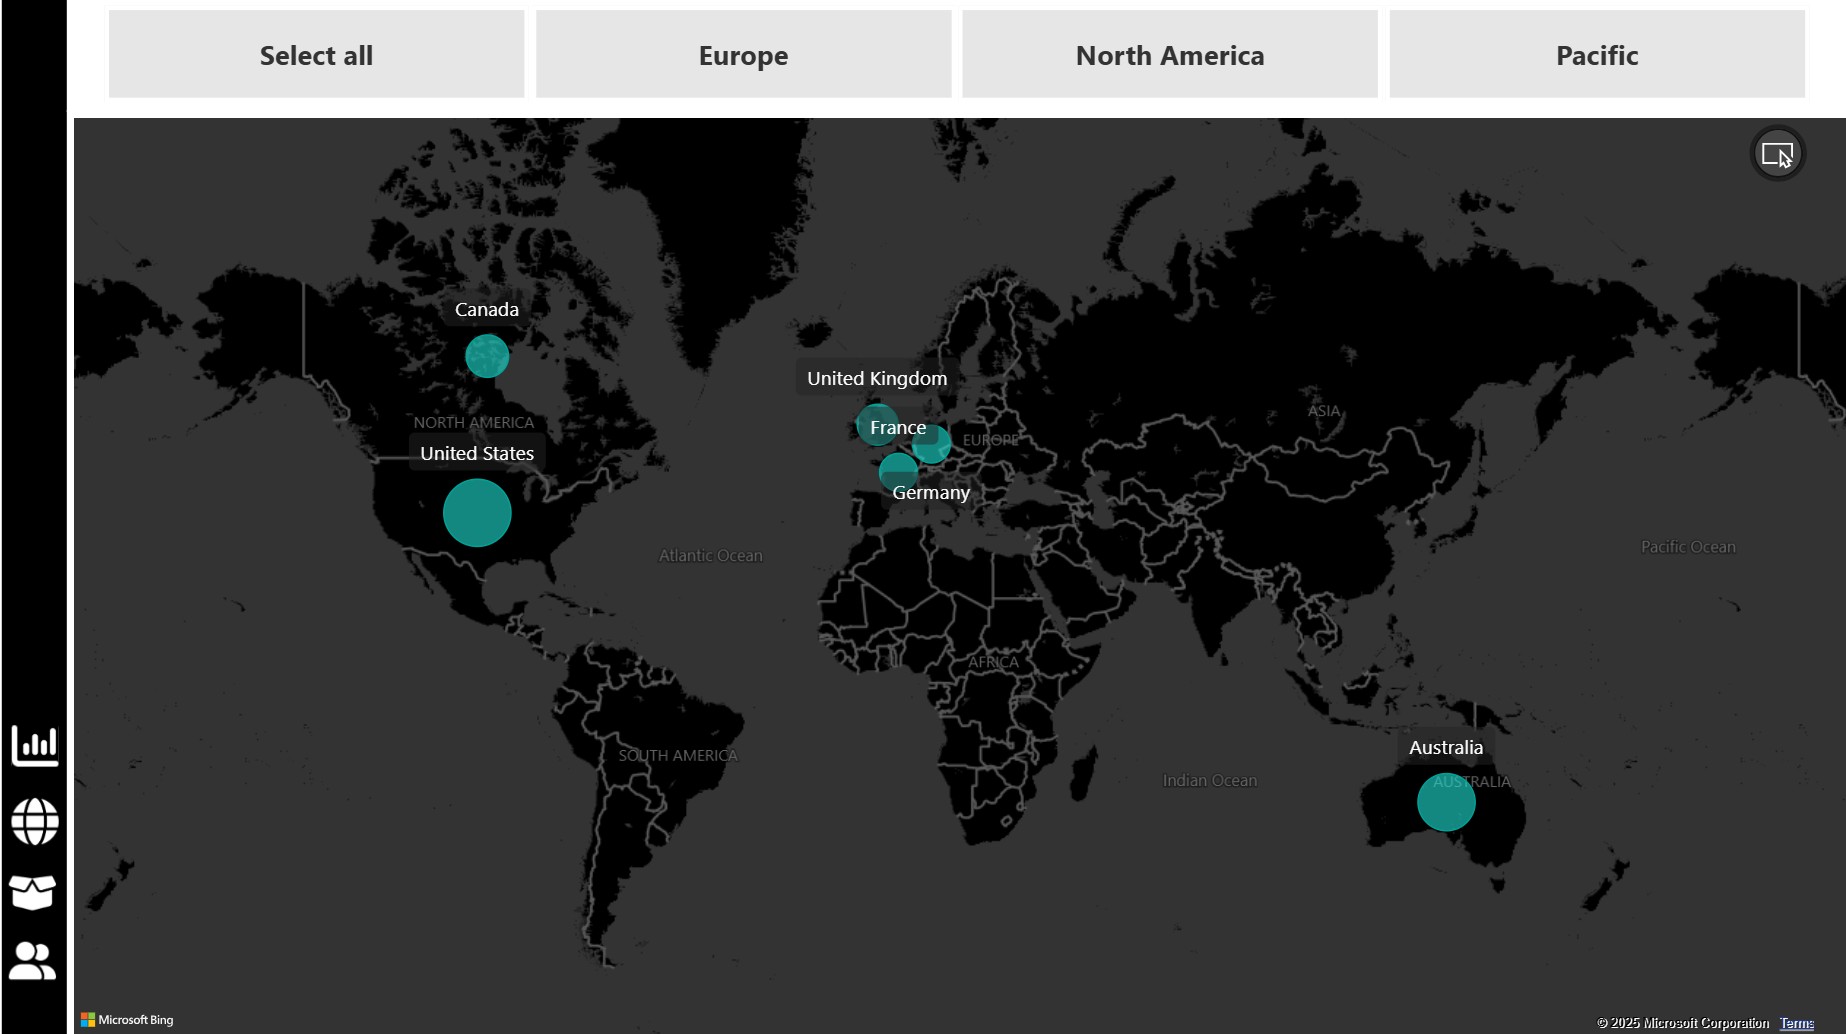 Select all
Europe
North America
Pacific
Canada
United Kingdom
ASIA
NORTH AMERICA
France
EUROPE
United States
Germany
Atlantic Ocean
Pacific Ocean
AFRICA
SOUTH AMERICA
Australia
Indian Ocean
AUSTRALIA
Microsoft Bing
© 2025 Microsoft Corporation Terms